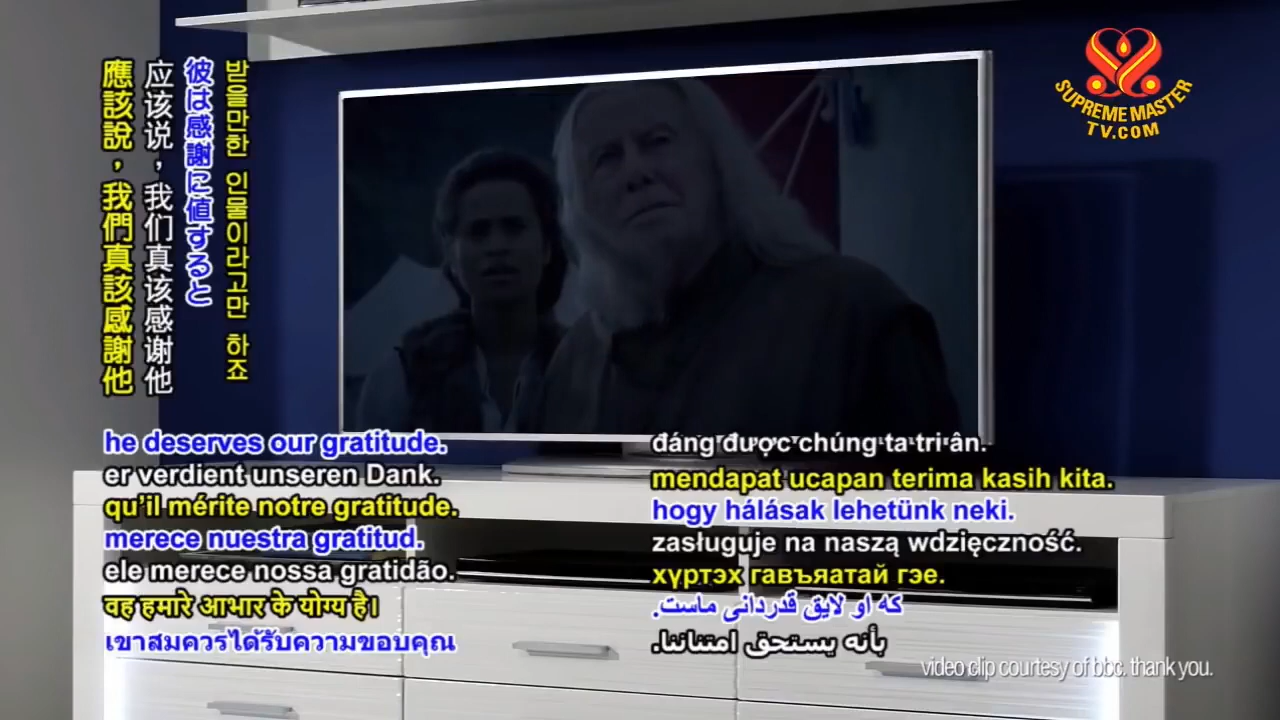 應該說，我們真該感謝他
应该说，我们真该感谢他
彼は感謝に値すると
받을만한 인물이라고만 하죠
SUPREME MASTER
TV.COM
he deserves our gratitude.
er verdient unseren Dank.
qu'il mérite notre gratitude.
merece nuestra gratitud.
ele merece nossa gratidão.
वह हमारे आभार के योग्य है।
เขาสมควรได้รับความขอบคุณ
đáng được chúng ta tri ân.
mendapat ucapan terima kasih kita.
hogy hálásak lehetünk neki.
zasługuje na naszą wdzięczność.
хүртэх гавъяатай гэе.
که او لایق قدردانی ماست.
بأنه يستحق امتناننا.
video clip courtesy of bbc. thank you.